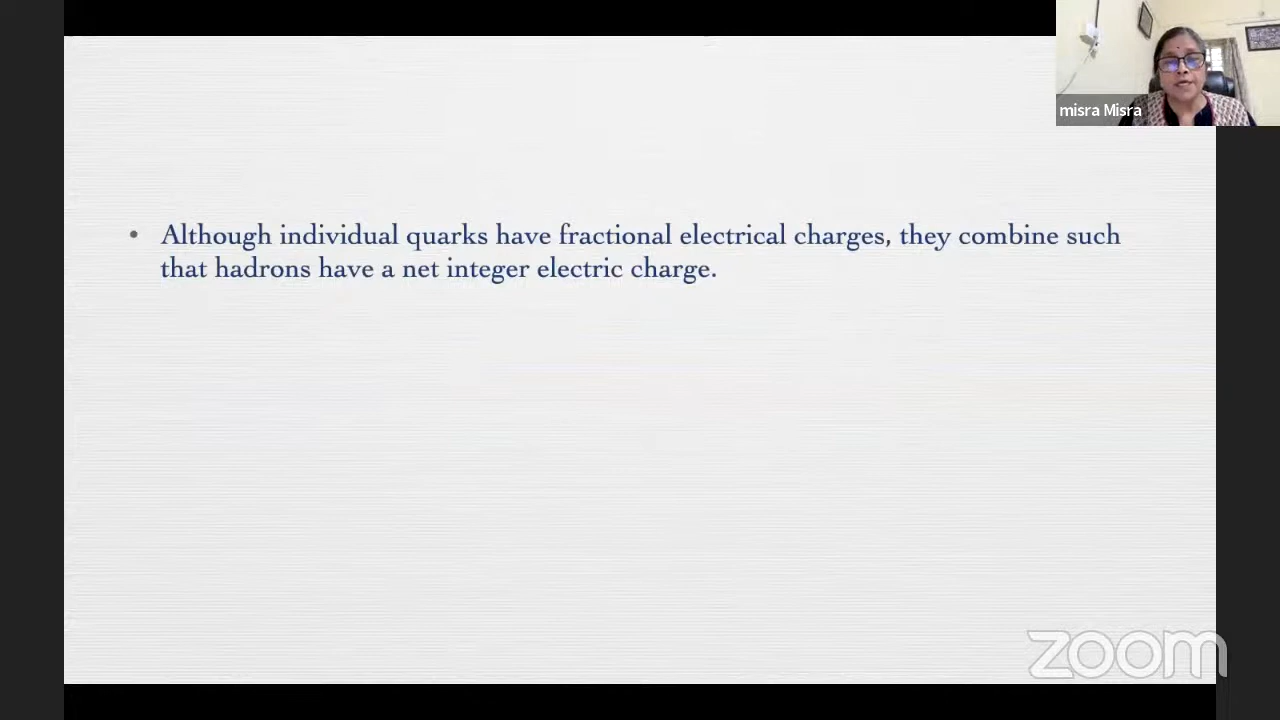 misra Misra
• Although individual quarks have fractional electrical charges, they combine such
that hadrons have a net integer electric charge.
zoom